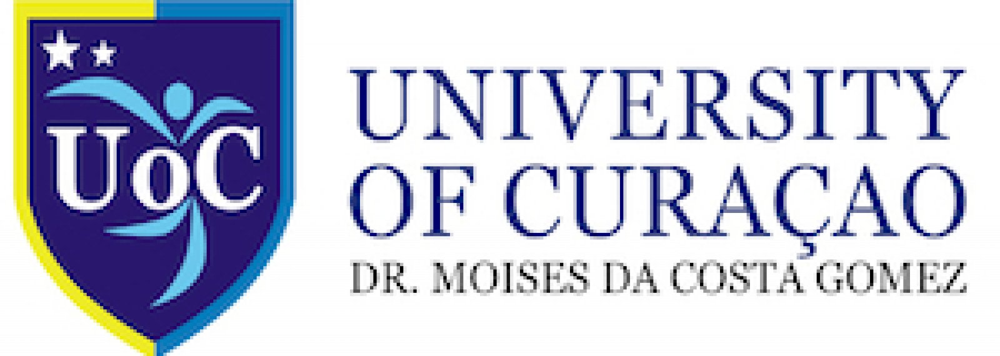 UoC
UNIVERSITY
OF CURAÇAO
DR. MOISES DA COSTA GOMEZ